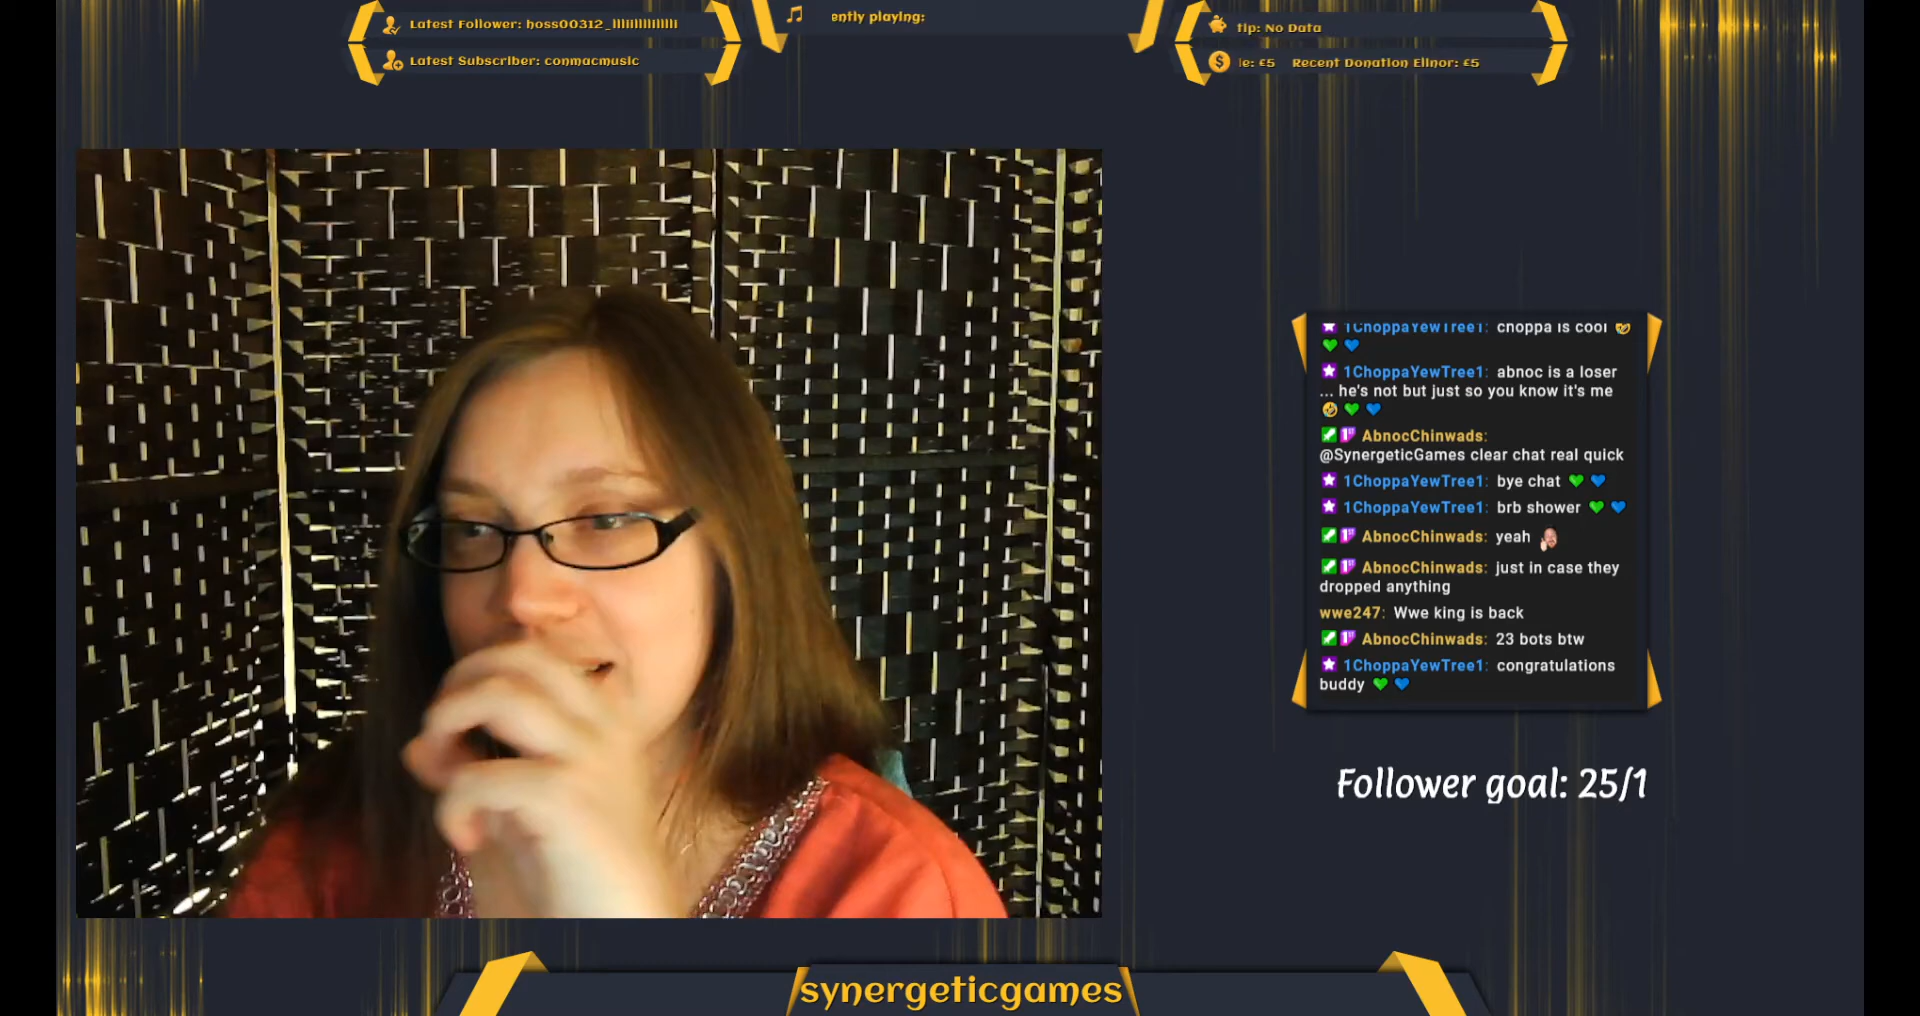 Latest Follower: hoss00312_
Latest Subscriber: conmacmusic
ently playing:
tip: No Data
le: £5 Recent Donation Elinor: £5
1ChoppaYewTree1: choppa is cool
1ChoppaYewTree1: abnoc is a loser
... he's not but just so you know it's me
AbnocChinwads:
@SynergeticGames clear chat real quick
1ChoppaYewTree1: bye chat
1ChoppaYewTree1: brb shower
AbnocChinwads: yeah
AbnocChinwads: just in case they
dropped anything
wwe247: Wwe king is back
AbnocChinwads: 23 bots btw
1ChoppaYewTree1: congratulations
buddy
Follower goal: 25/1
synergeticgames